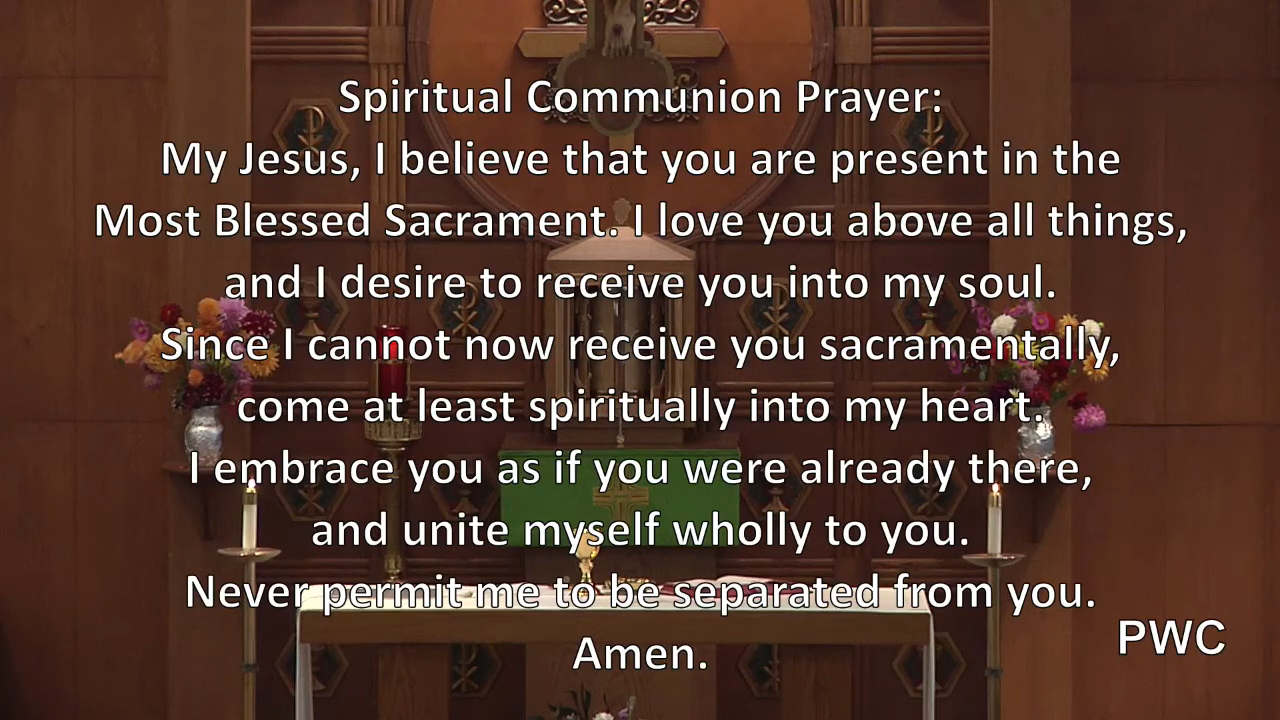 Spiritual Communion Prayer:
My Jesus, I believe that you are present in the
Most Blessed Sacrament. I love you above all things,
and I desire to receive you into my soul.
Since I cannot now receive you sacramentally,
come at least spiritually into my heart.
I embrace you as if you were already there,
and unite myself wholly to you.
Never permit me to be separated from you.
PWC
Amen.